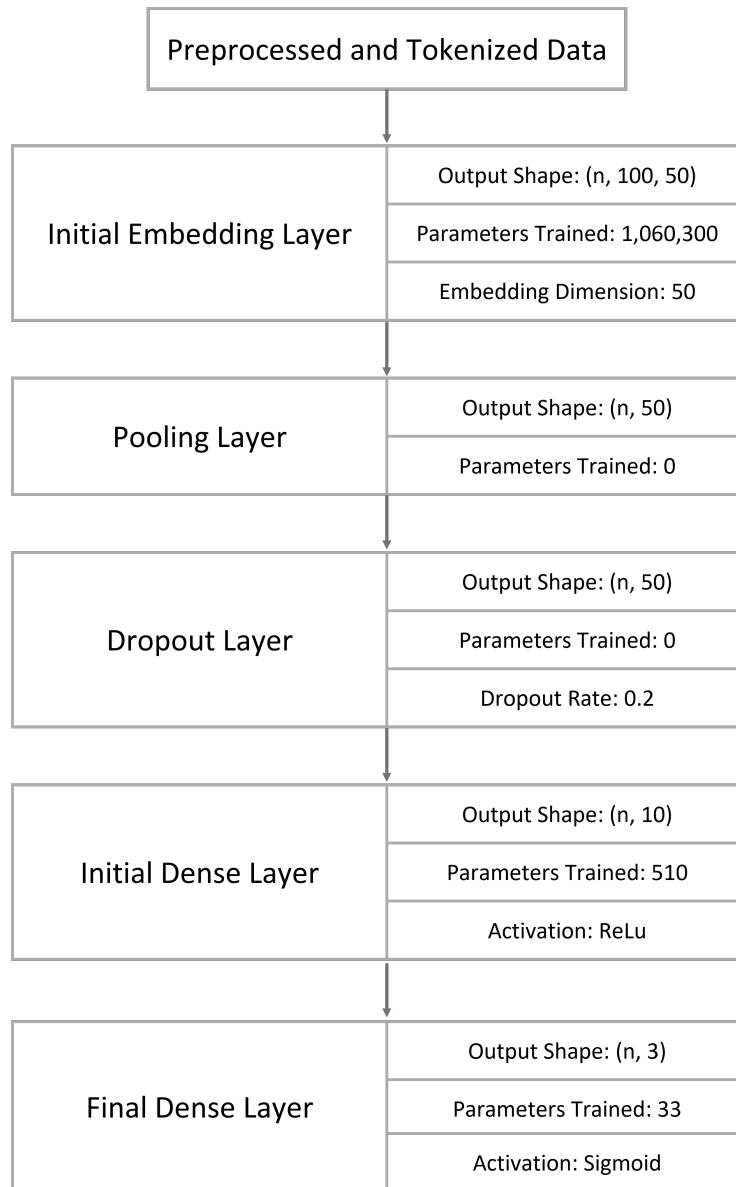 Preprocessed and Tokenized Data
Initial Embedding Layer
Output Shape: (n, 100, 50)
Parameters Trained: 1,060,300
Embedding Dimension: 50
Pooling Layer
Output Shape: (n, 50)
Parameters Trained: 0
Dropout Layer
Output Shape: (n, 50)
Parameters Trained: 0
Dropout Rate: 0.2
Initial Dense Layer
Output Shape: (n, 10)
Parameters Trained: 510
Activation: ReLu
Final Dense Layer
Output Shape: (n, 3)
Parameters Trained: 33
Activation: Sigmoid